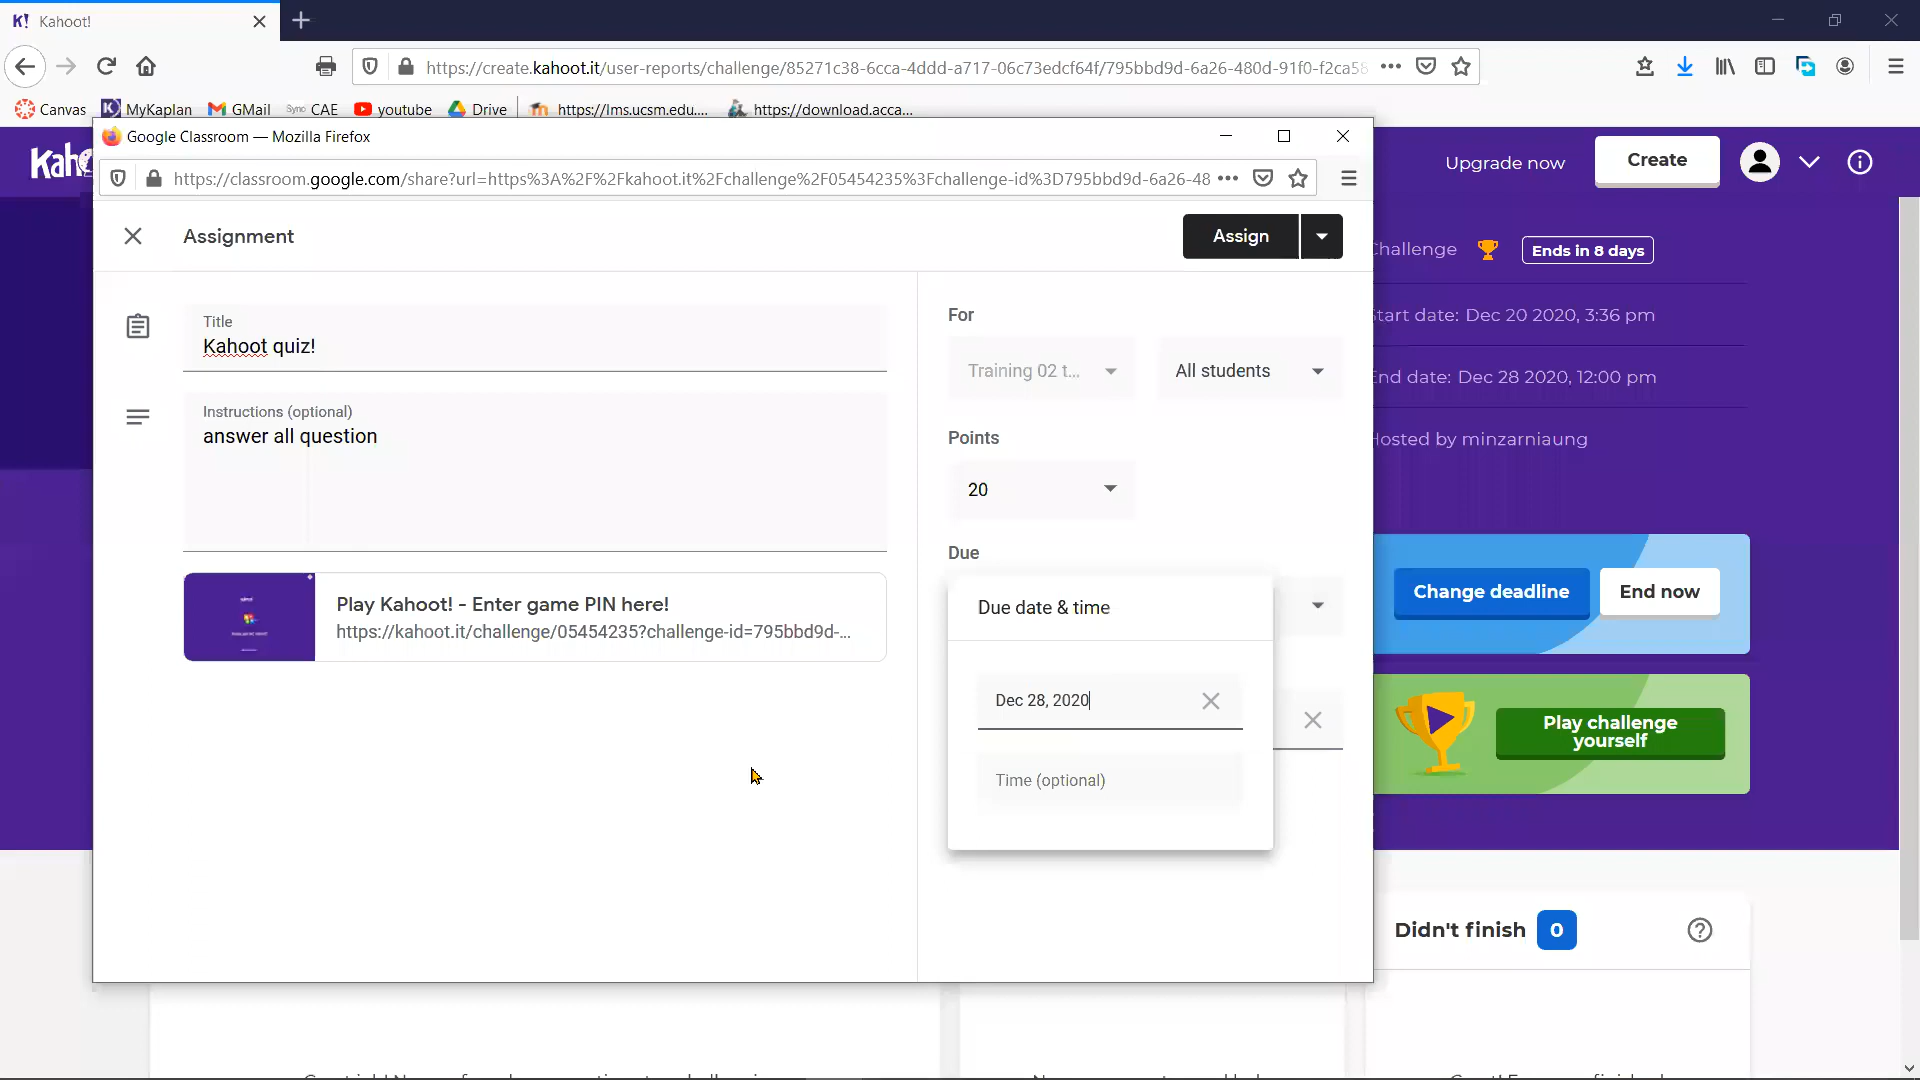 Kahoot!
https://create.kahoot.it/user-reports/challenge/85271c38-6cca-4ddd-a717-06c73edcf64f/795bbd9d-6a26-480d-91f0-f2ca58
Canvas
MyKaplan
GMail
Sync CAE
youtube
Drive
https://lms.ucsm.edu....
https://download.acca...
Google Classroom — Mozilla Firefox
https://classroom.google.com/share?url=https%3A%2F%2Fkahoot.it%2Fchallenge%2F05454235%3Fchallenge-id%3D795bbd9d-6a26-48
Upgrade now
Create
Assignment
Assign
Challenge
Ends in 8 days
Title
Kahoot quiz!
For
Start date: Dec 20 2020, 3:36 pm
Training 02 t...
All students
End date: Dec 28 2020, 12:00 pm
Instructions (optional)
answer all question
Points
Hosted by minzarniaung
20
Due
Play Kahoot! - Enter game PIN here!
https://kahoot.it/challenge/05454235?challenge-id=795bbd9d-...
Due date & time
Change deadline
End now
Dec 28, 2020
Time (optional)
Play challenge
yourself
Didn't finish 0